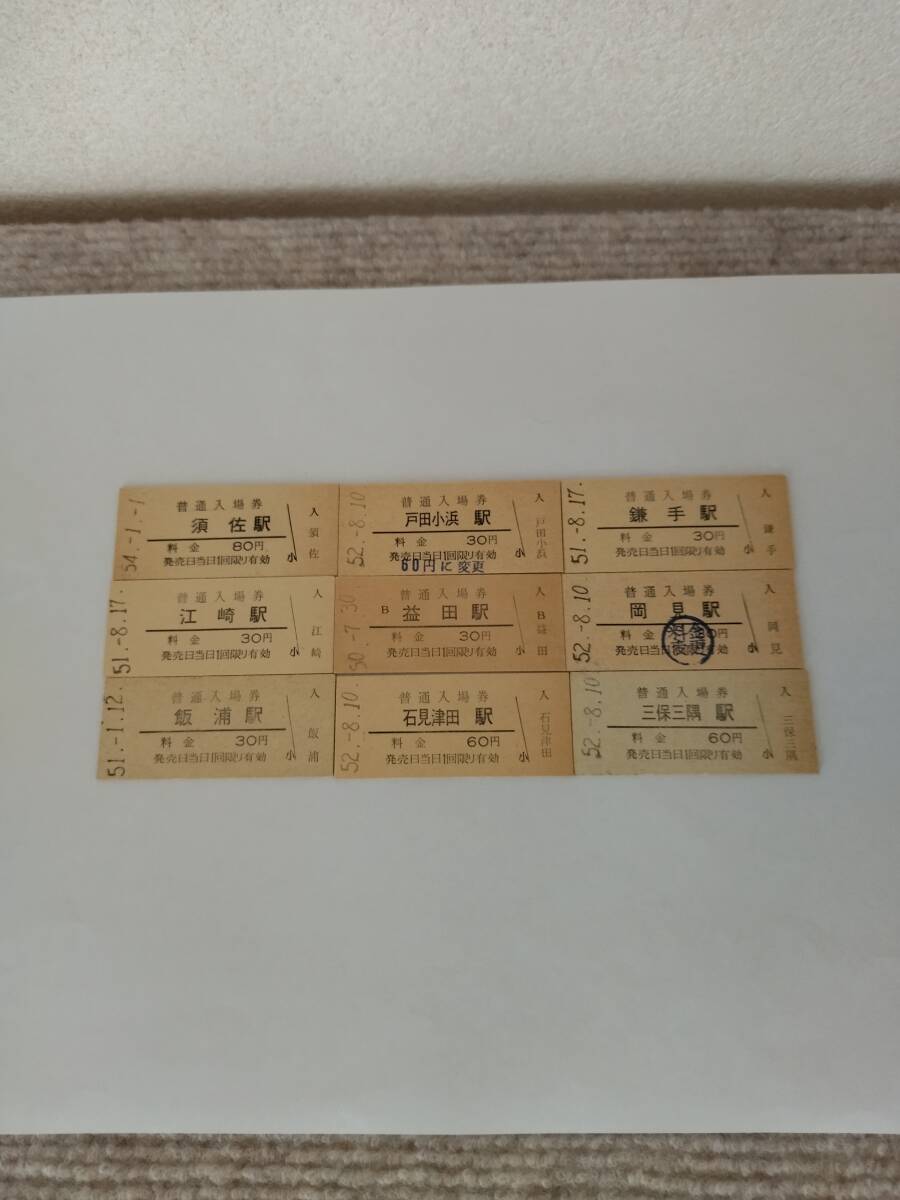 54.-1.-1
普通入場券
須佐駅
料金 80円
発売日当日1回限り有効
小
入
須佐
52.-8.10
普通入場券
戸田小浜駅
料金 30円
発売日当日1回限り有効
60円に変更
小
入
戸田小浜
51.-8.17.
普通入場券
鎌手駅
料金 30円
発売日当日1回限り有効
小
入
鎌手
51.-8.17.
普通入場券
江崎駅
料金 30円
発売日当日1回限り有効
小
入
江崎
50.-7.30
普通入場券
B 益田駅
料金 30円
発売日当日1回限り有効
小
入
B
益田
52.-8.10
普通入場券
岡見駅
料金 30円
料金変更
発売日当日1回限り有効
小
入
岡見
51.-1.12.
普通入場券
飯浦駅
料金 30円
発売日当日1回限り有効
小
入
飯浦
52.-8.10
普通入場券
石見津田駅
料金 60円
発売日当日1回限り有効
小
入
石見津田
52.-8.10
普通入場券
三保三隅駅
料金 60円
発売日当日1回限り有効
小
入
三保三隅